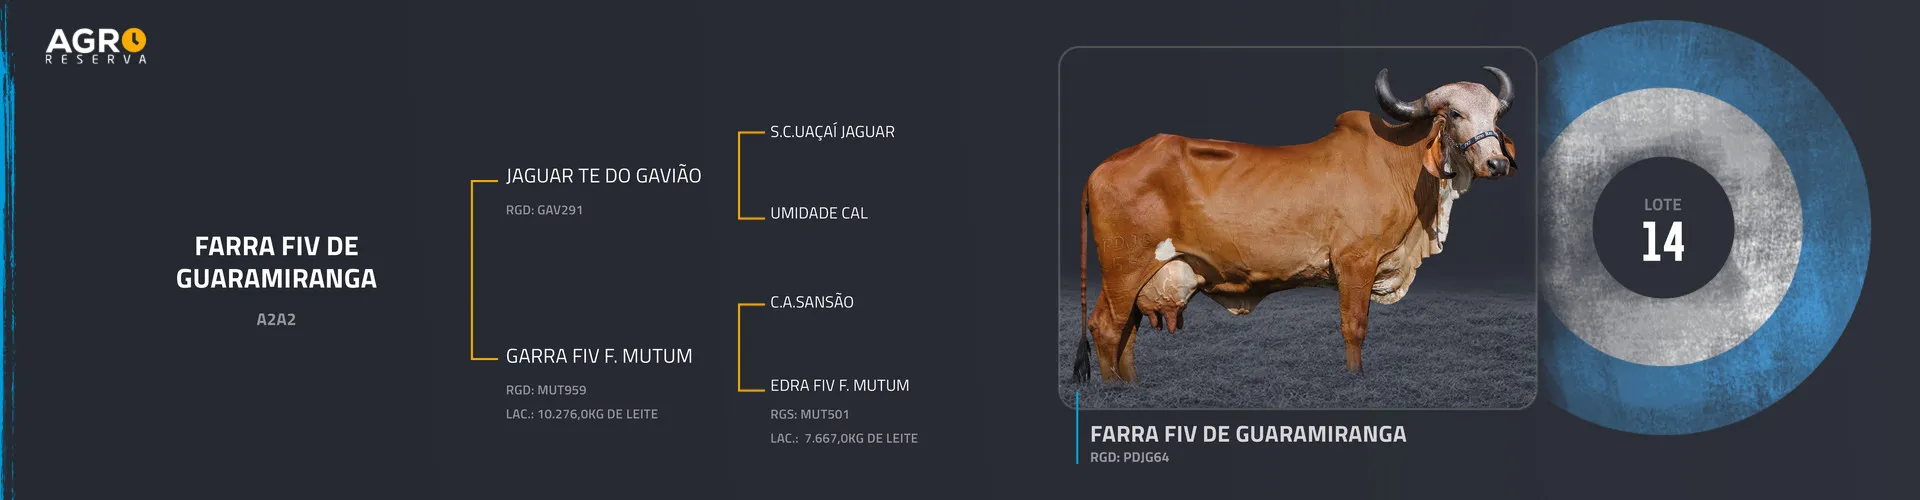 AGRO
RESERVA
FARRA FIV DE
GUARAMIRANGA
A2A2
JAGUAR TE DO GAVIÃO
RGD: GAV291
GARRA FIV F. MUTUM
RGD: MUT959
LAC.: 10.276,0KG DE LEITE
S.C.UAÇAÍ JAGUAR
UMIDADE CAL
C.A.SANSÃO
EDRA FIV F. MUTUM
RGS: MUT501
LAC.: 7.667,0KG DE LEITE
FARRA FIV DE GUARAMIRANGA
RGD: PDJG64
LOTE
14